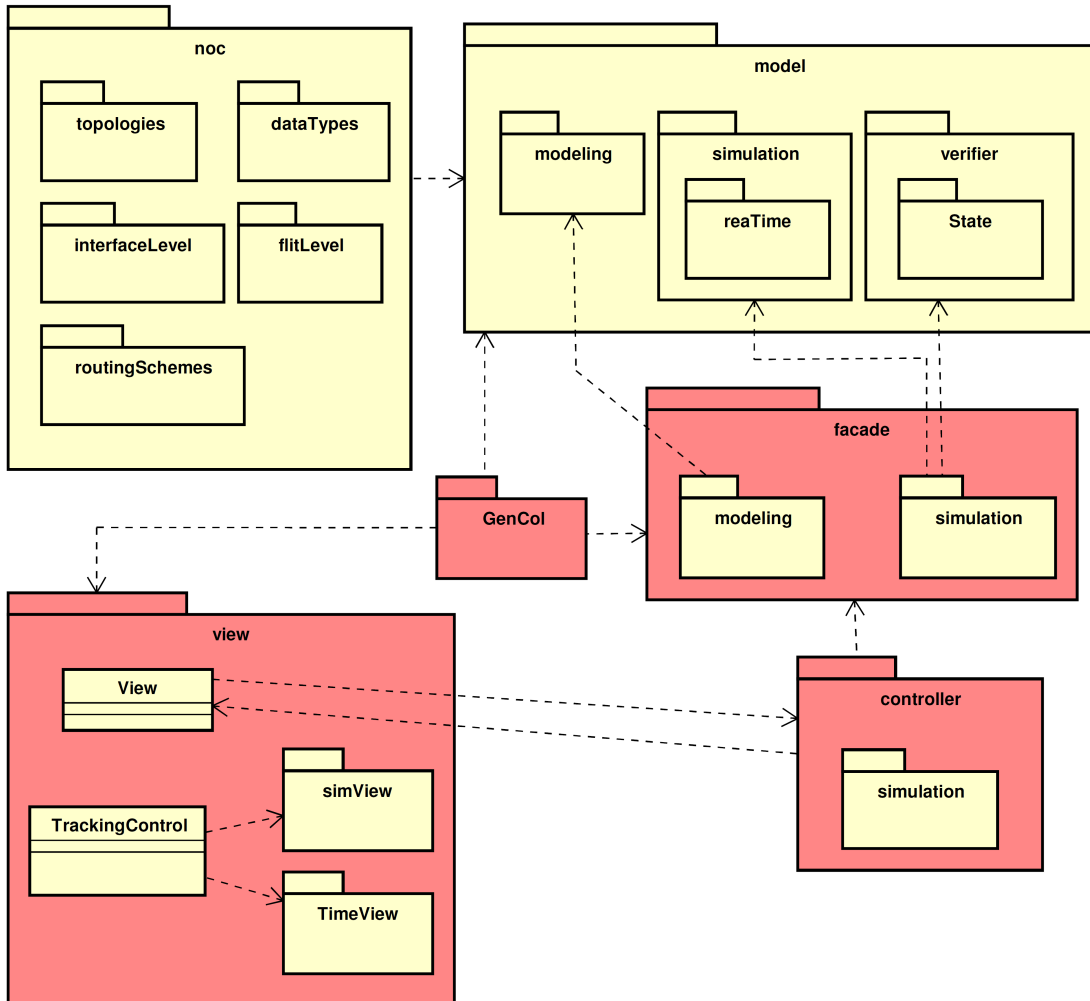 noc
topologies
dataTypes
interfaceLevel
flitLevel
routingSchemes
model
modeling
simulation
reaTime
verifier
State
facade
modeling
simulation
GenCol
view
View
TrackingControl
simView
TimeView
controller
simulation